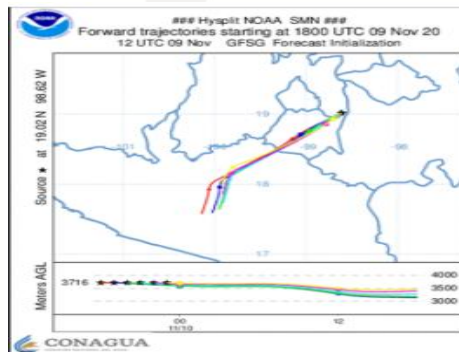 ### Hysplit NOAA SMN ###
Forward trajectories starting at 1800 UTC 09 Nov 20
12 UTC 09 Nov GFSG Forecast Initialization
Source ★ at 19.02 N 98.62 W
19
-101
-98
18
17
Meters AGL
3716
4000
3500
3000
00
12
11/10
CONAGUA